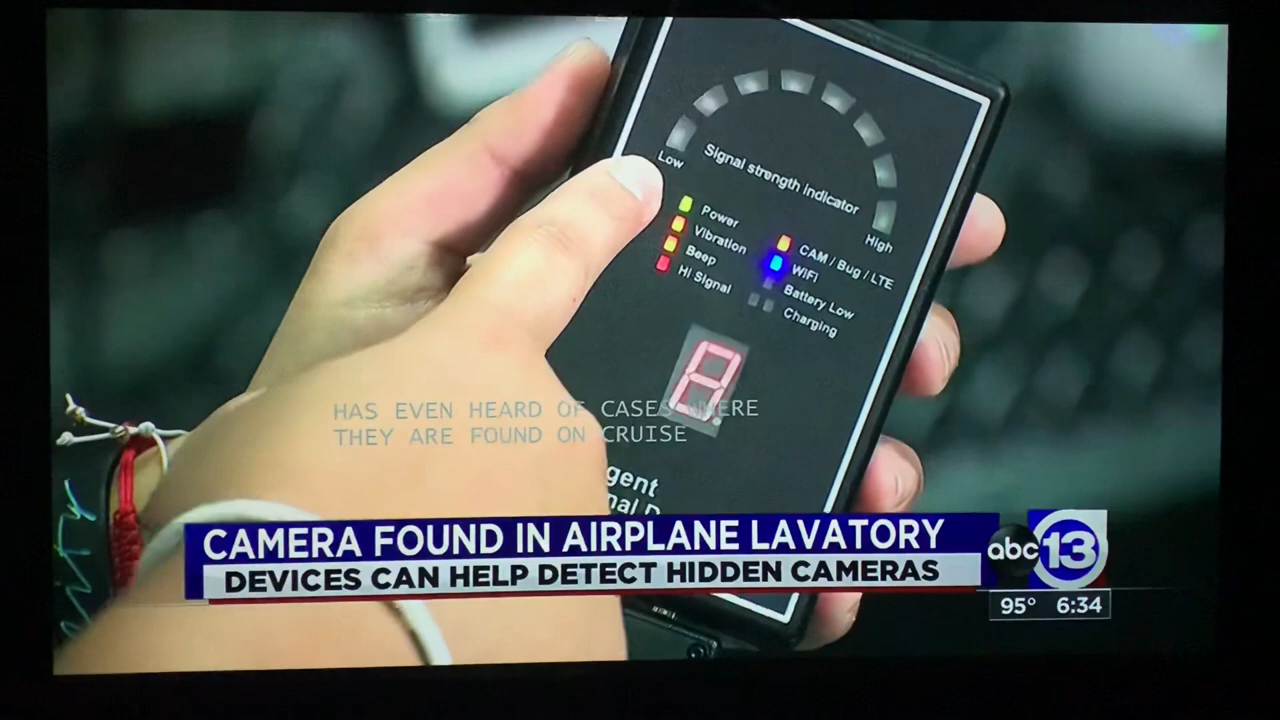 Low
Signal strength indicator
High
Power
Vibration
Beep
Hi Signal
CAM / Bug / LTE
WiFi
Battery Low
Charging
HAS EVEN HEARD OF CASES WHERE
THEY ARE FOUND ON CRUISE
gent
nal D
CAMERA FOUND IN AIRPLANE LAVATORY
DEVICES CAN HELP DETECT HIDDEN CAMERAS
abc 13
95° 6:34